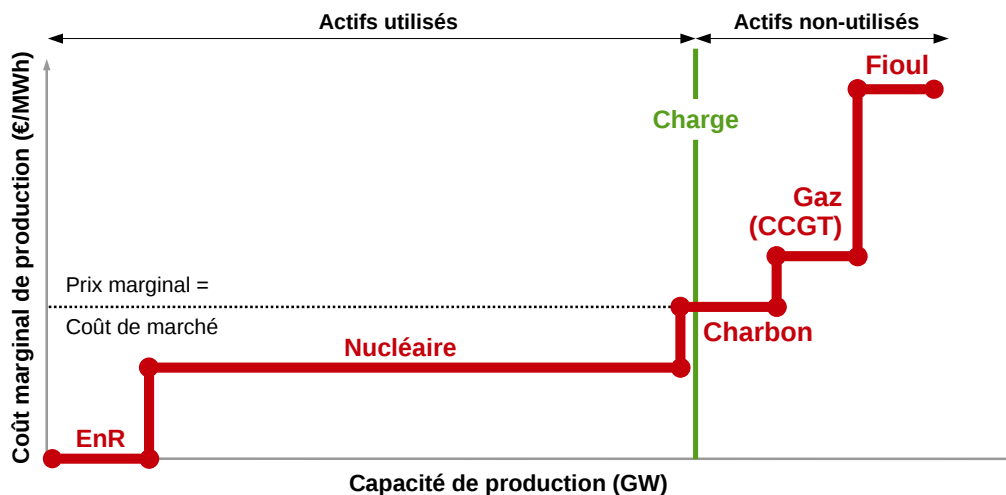 Actifs utilisés
Actifs non-utilisés
Coût marginal de production (€/MWh)
Fioul
Charge
Gaz
(CCGT)
Prix marginal =
Coût de marché
Charbon
Nucléaire
EnR
Capacité de production (GW)